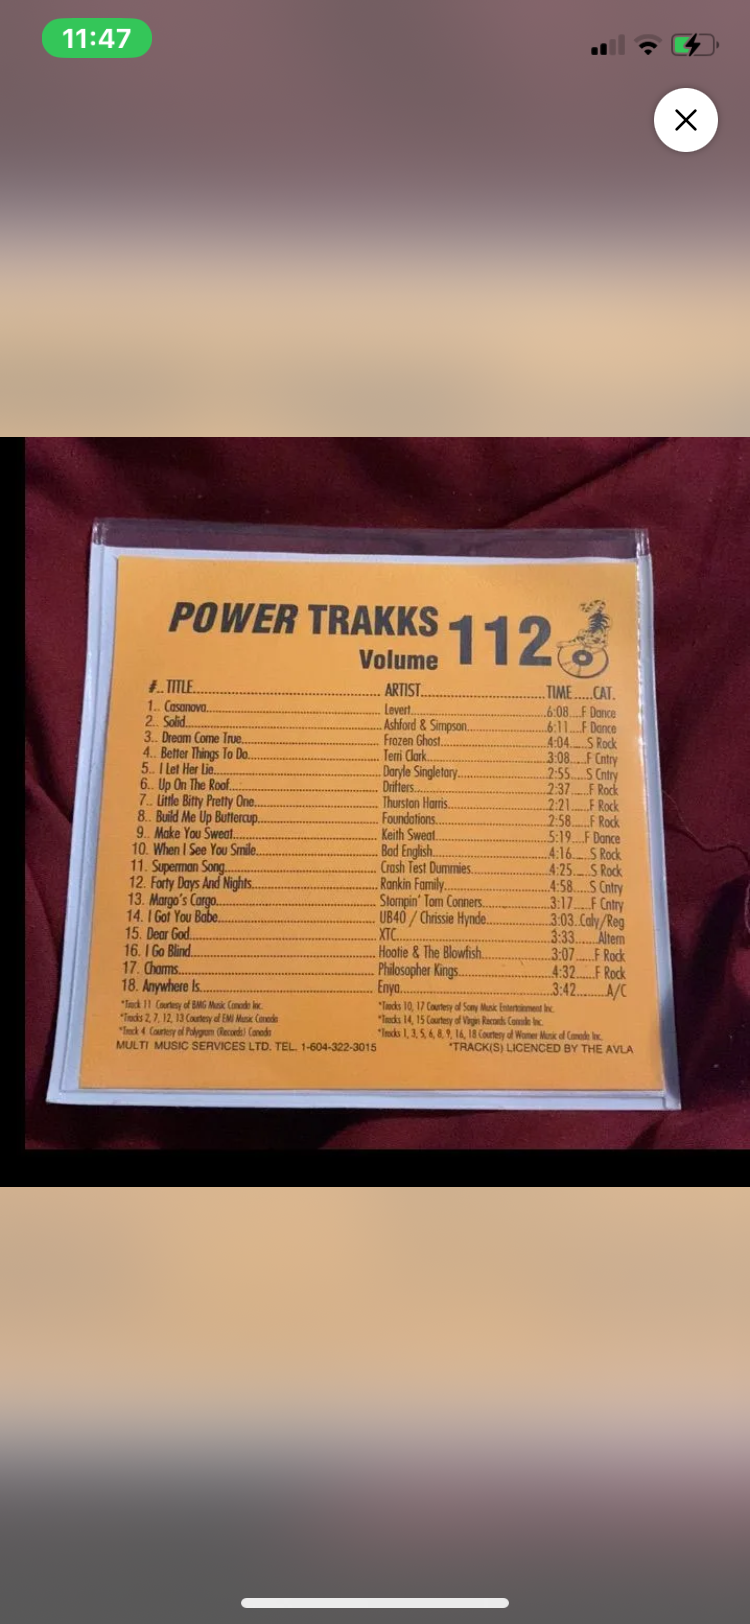 11:47
POWER TRAKKS
Volume 112
#.. TITLE ARTIST TIME CAT.
1.. Casanova Levert 6:08 F Dance
2.. Solid Ashford & Simpson 6:11 F Dance
3.. Dream Come True Frozen Ghost 4:04 S Rock
4.. Better Things To Do Terri Clark 3:08 F Cntry
5.. I Let Her Lie Daryle Singletary 2:55 S Cntry
6.. Up On The Roof Drifters 2:37 F Rock
7.. Little Bitty Pretty One Thurston Harris 2:21 F Rock
8.. Build Me Up Buttercup Foundations 2:58 F Rock
9.. Make You Sweat Keith Sweat 5:19 F Dance
10. When I See You Smile Bad English 4:16 S Rock
11. Superman Song Crash Test Dummies 4:25 S Rock
12. Forty Days And Nights Rankin Family 4:58 S Cntry
13. Margo's Cargo Stompin' Tom Conners 3:17 F Cntry
14. I Got You Babe UB40 / Chrissie Hynde 3:03 Caly/Reg
15. Dear God XTC 3:33 Altern
16. I Go Blind Hootie & The Blowfish 3:07 F Rock
17. Charms Philosopher Kings 4:32 F Rock
18. Anywhere Is Enya 3:42 A/C
*Track 11 Courtesy of BMG Music Canada Inc. *Tracks 10, 17 Courtesy of Sony Music Entertainment Inc.
*Tracks 2, 7, 12, 13 Courtesy of EMI Music Canada *Tracks 14, 15 Courtesy of Virgin Records Canada Inc.
*Track 4 Courtesy of Polygram (Records) Canada *Tracks 1, 3, 5, 6, 8, 9, 16, 18 Courtesy of Warner Music of Canada Inc.
MULTI MUSIC SERVICES LTD. TEL. 1-604-322-3015 *TRACK(S) LICENCED BY THE AVLA